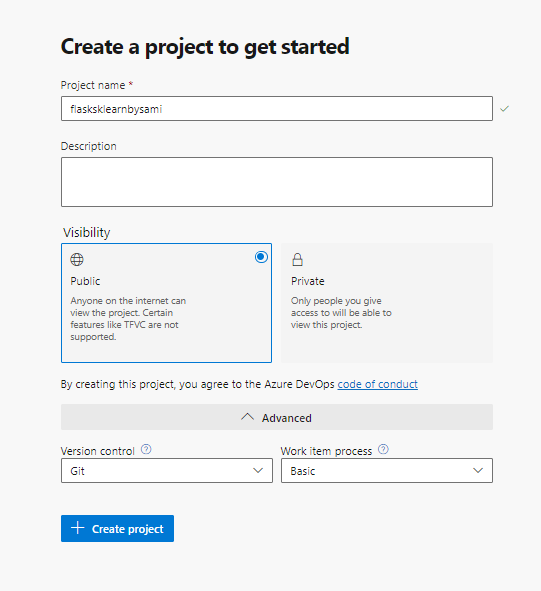 Create a project to get started
Project name *
flasksklearnbysami
Description
Visibility
Public
Anyone on the internet can
view the project. Certain
features like TFVC are not
supported.
Private
Only people you give
access to will be able to
view this project.
By creating this project, you agree to the Azure DevOps code of conduct
Advanced
Version control ?
Git
Work item process ?
Basic
+ Create project